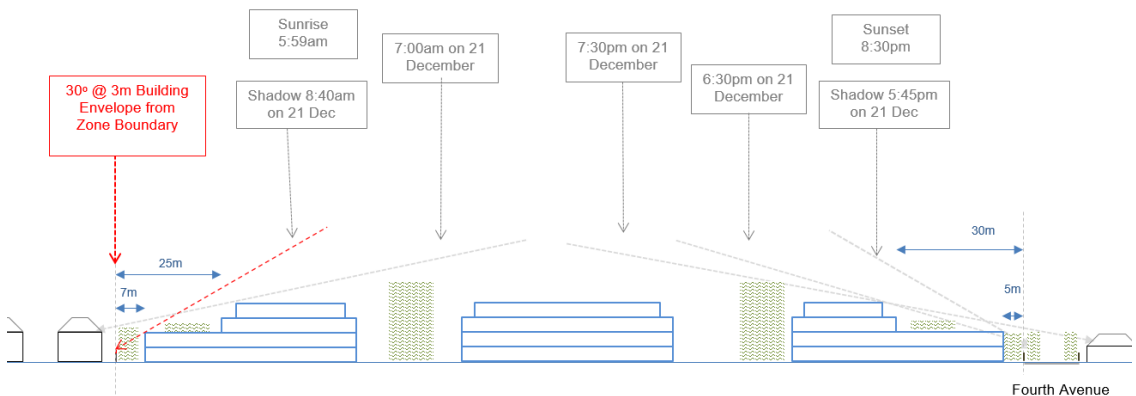 Sunrise
5:59am
7:00am on 21
December
7:30pm on 21
December
Sunset
8:30pm
30º @ 3m Building
Envelope from
Zone Boundary
Shadow 8:40am
on 21 Dec
6:30pm on 21
December
Shadow 5:45pm
on 21 Dec
30m
25m
7m
5m
Fourth Avenue